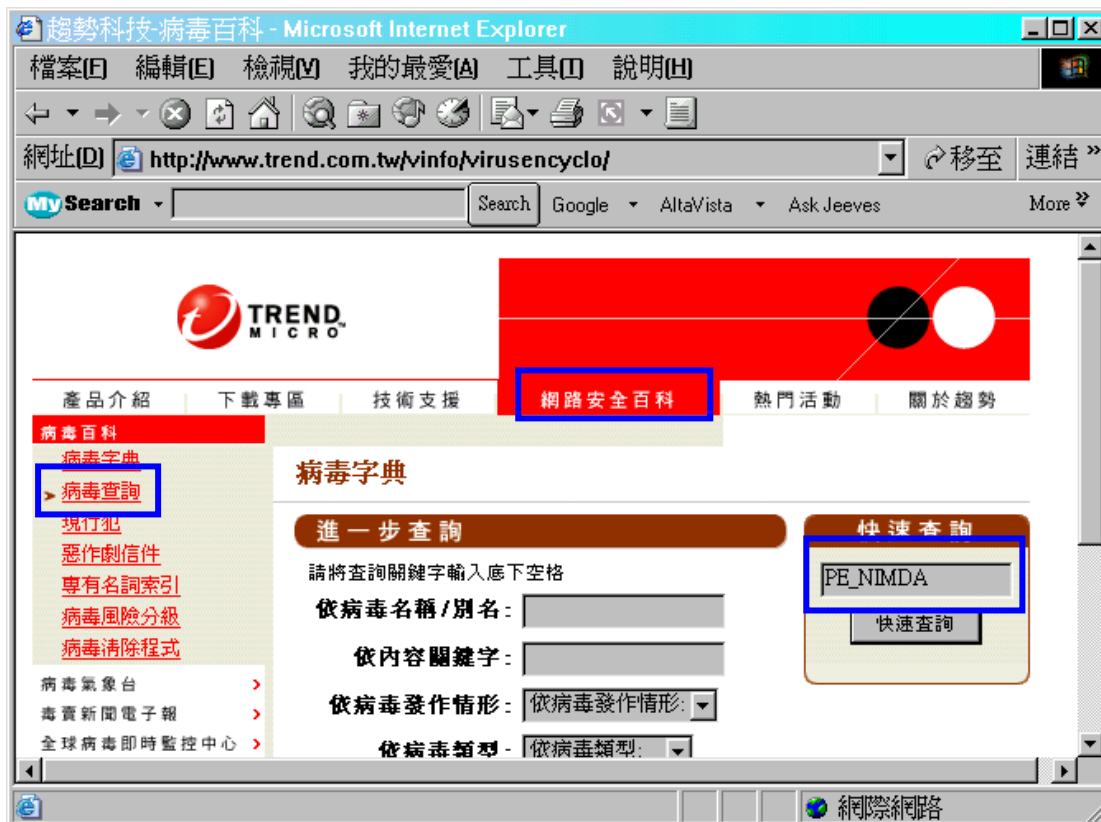 趨勢科技-病毒百科 - Microsoft Internet Explorer
檔案(F) 編輯(E) 檢視(V) 我的最愛(A) 工具(T) 說明(H)
網址(D) http://www.trend.com.tw/vinfo/virusencyclo/ 移至 連結 »
My Search Search Google AltaVista Ask Jeeves More
TREND MICRO™
產品介紹 下載專區 技術支援 網路安全百科 熱門活動 關於趨勢
病毒百科
病毒字典
病毒查詢
現行犯
惡作劇信件
專有名詞索引
病毒風險分級
病毒清除程式
病毒氣象台
毒賣新聞電子報
全球病毒即時監控中心
病毒字典
進一步查詢
請將查詢關鍵字輸入底下空格
依病毒名稱/別名:
依內容關鍵字:
依病毒發作情形: 依病毒發作情形:
依病毒類型: 依病毒類型:
快速查詢
PE_NIMDA
快速查詢
網際網路